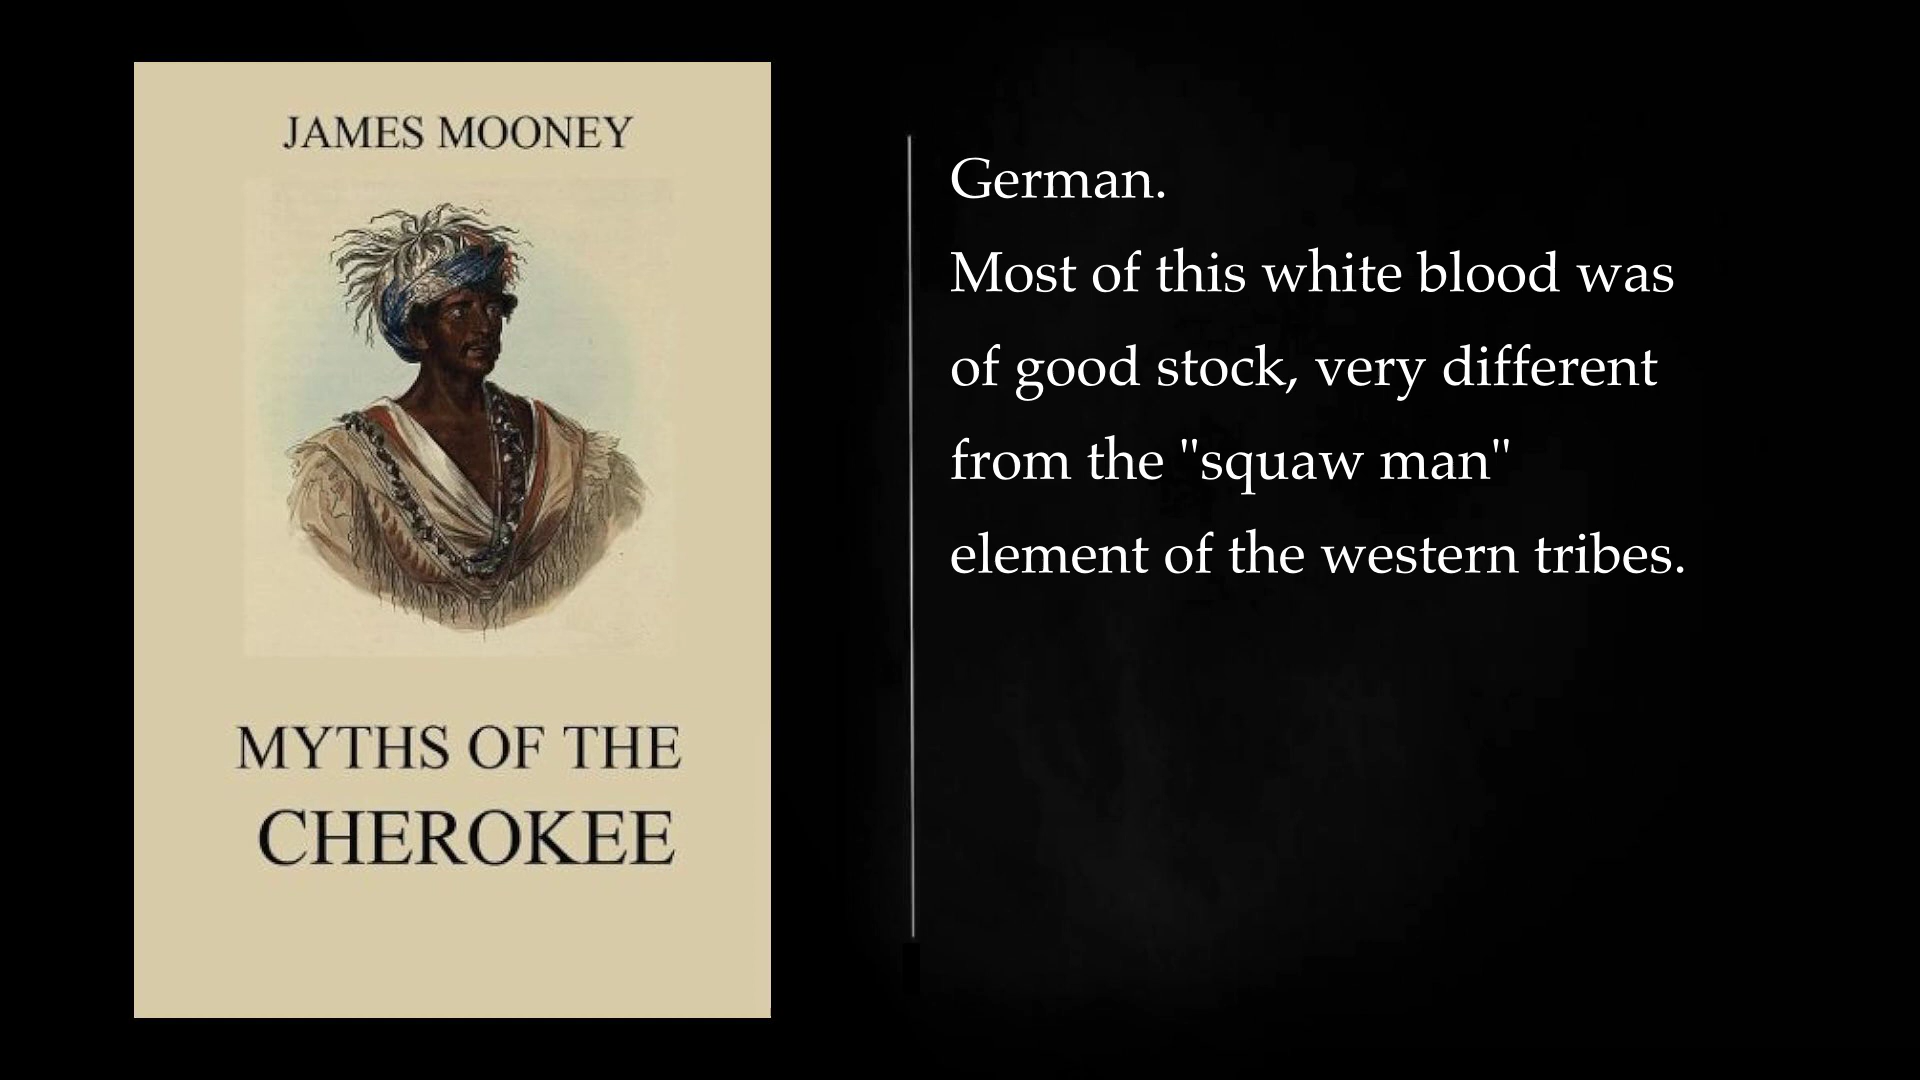 JAMES MOONEY
MYTHS OF THE
CHEROKEE
German.
Most of this white blood was
of good stock, very different
from the "squaw man"
element of the western tribes.